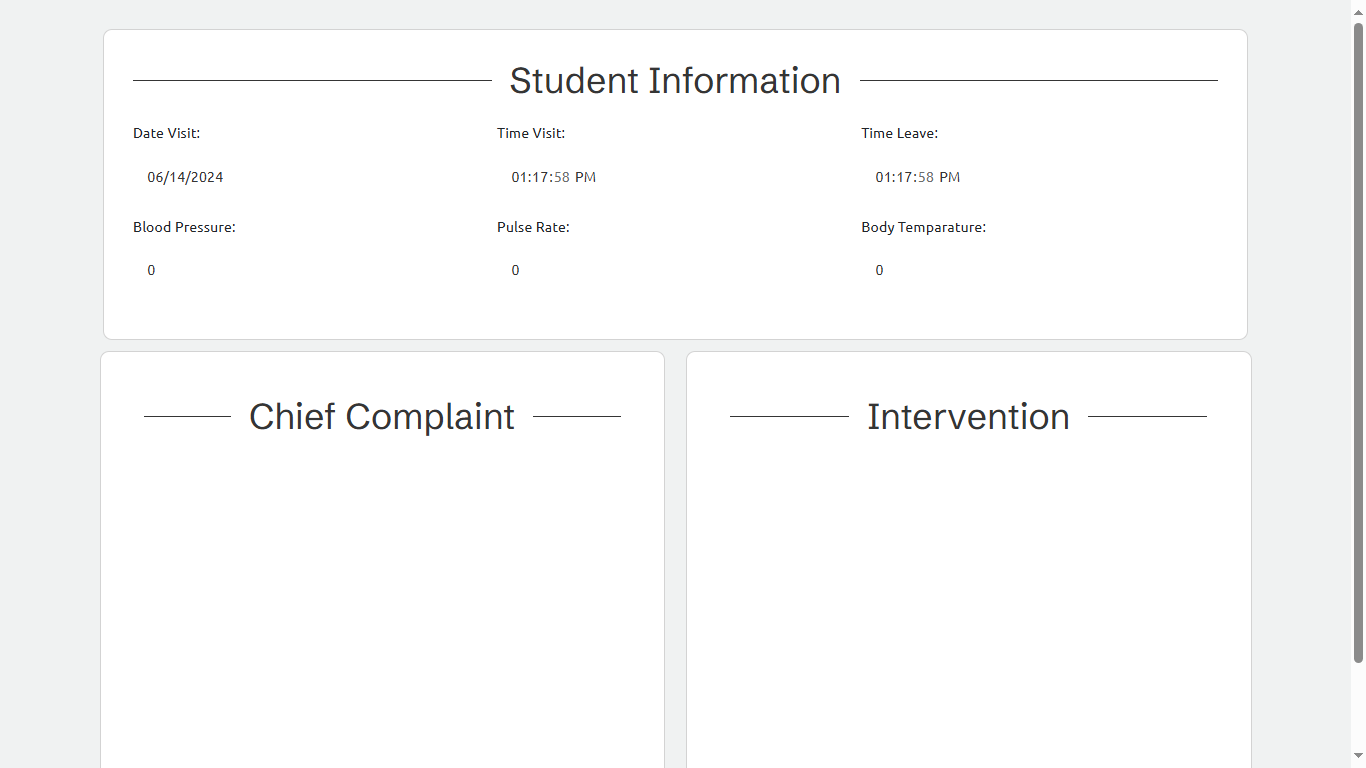 Student Information
Date Visit: Time Visit: Time Leave:
06/14/2024 01:17:58 PM 01:17:58 PM
Blood Pressure: Pulse Rate: Body Temparature:
0 0 0
Chief Complaint Intervention